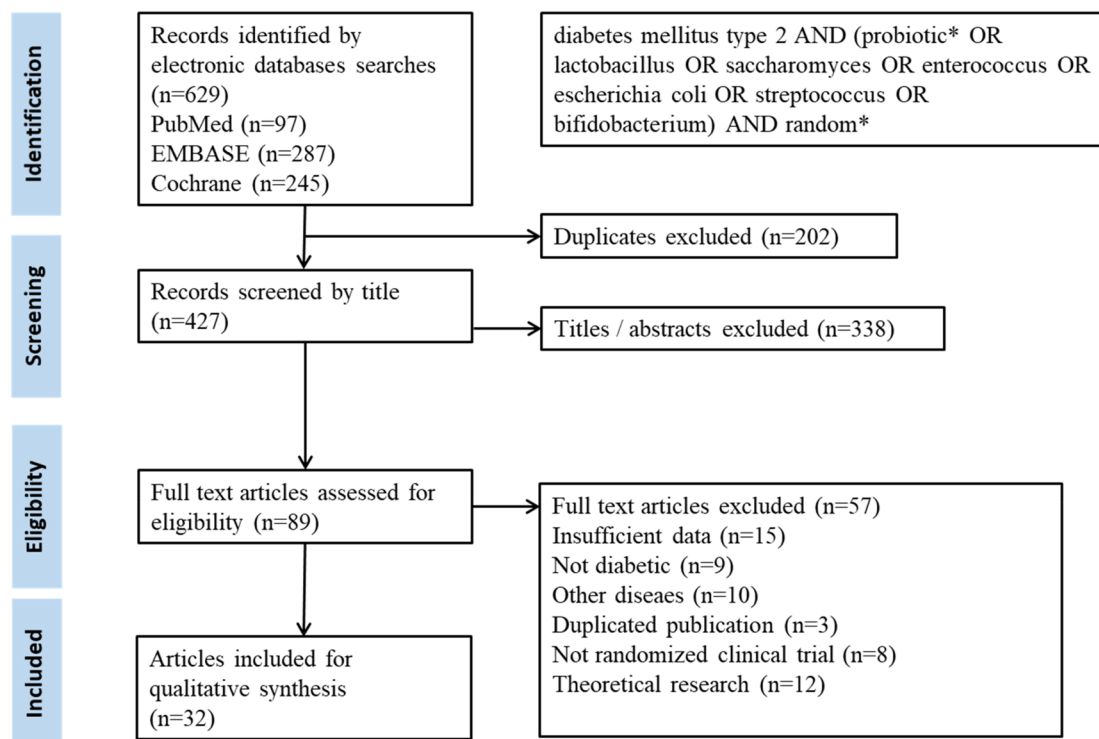 Identification
Records identified by
electronic databases searches
(n=629)
PubMed (n=97)
EMBASE (n=287)
Cochrane (n=245)
diabetes mellitus type 2 AND (probiotic* OR
lactobacillus OR saccharomyces OR enterococcus OR
escherichia coli OR streptococcus OR
bifidobacterium) AND random*
Duplicates excluded (n=202)
Screening
Records screened by title
(n=427)
Titles / abstracts excluded (n=338)
Eligibility
Full text articles assessed for
eligibility (n=89)
Full text articles excluded (n=57)
Insufficient data (n=15)
Not diabetic (n=9)
Other diseaes (n=10)
Duplicated publication (n=3)
Not randomized clinical trial (n=8)
Theoretical research (n=12)
Included
Articles included for
qualitative synthesis
(n=32)